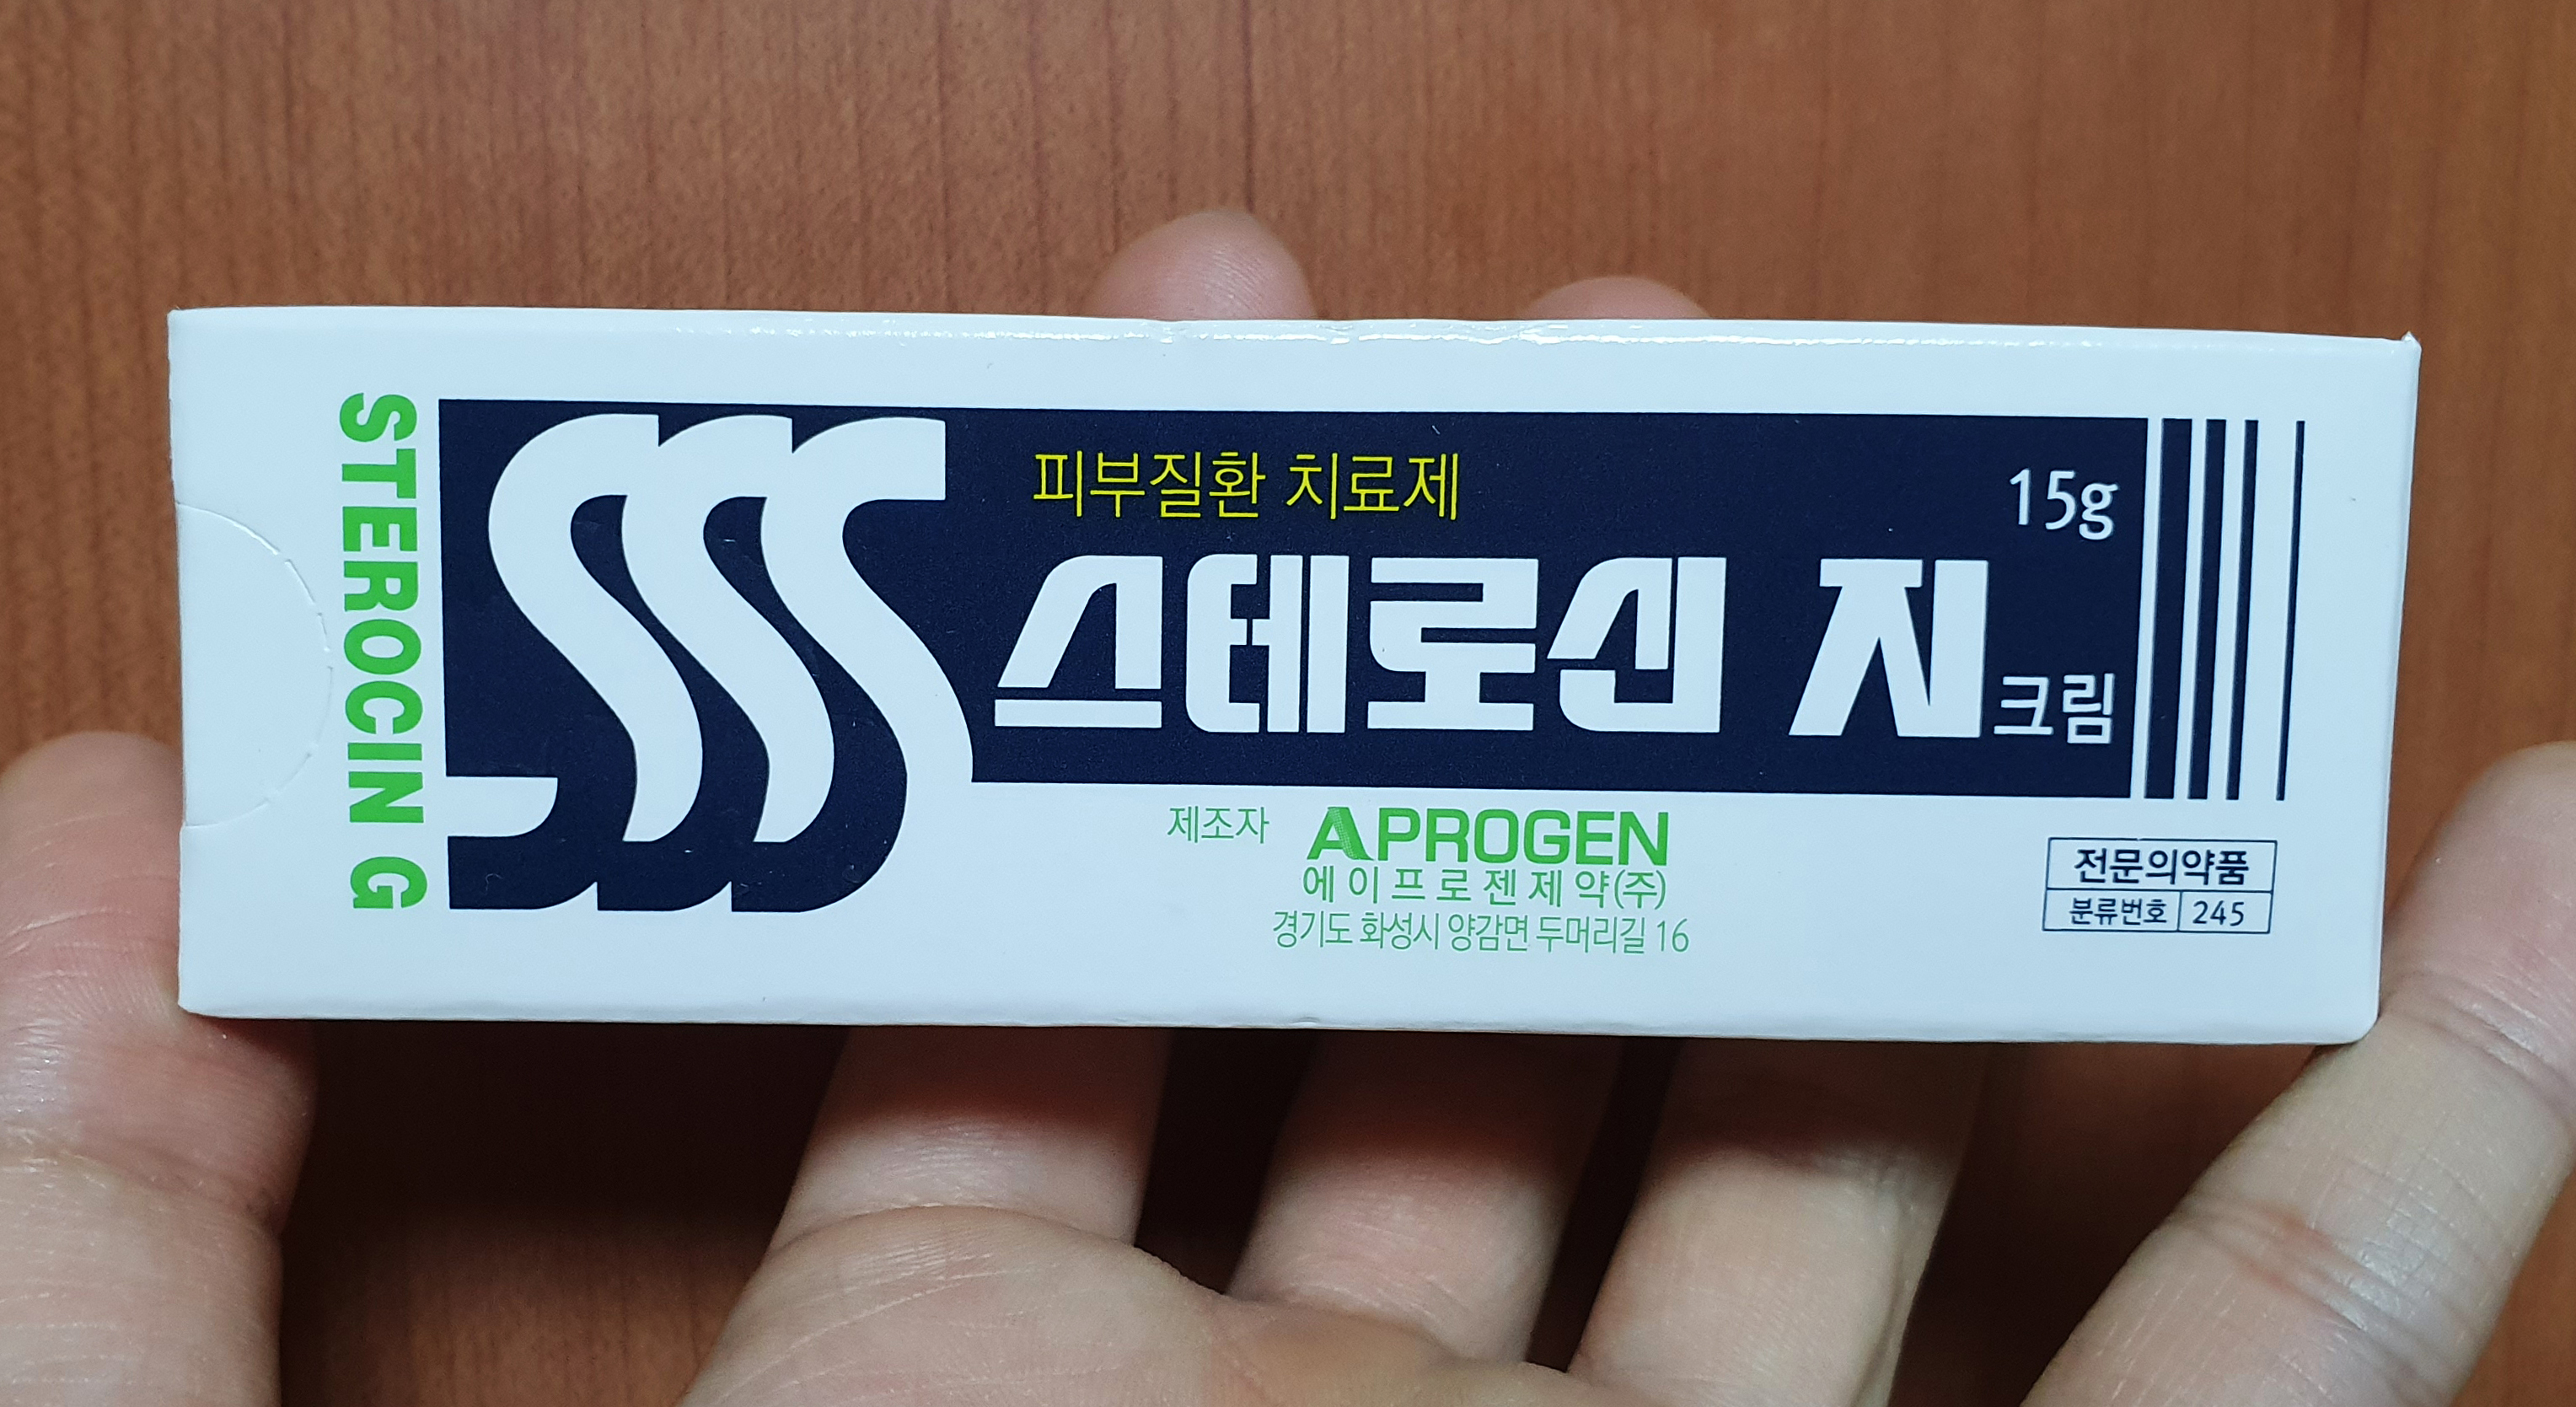 STEROCIN G
피부질환 치료제
15g
스테로신 지 크림
제조자 APROGEN
에이프로젠제약(주)
경기도 화성시 양감면 두머리길 16
전문의약품
분류번호 245